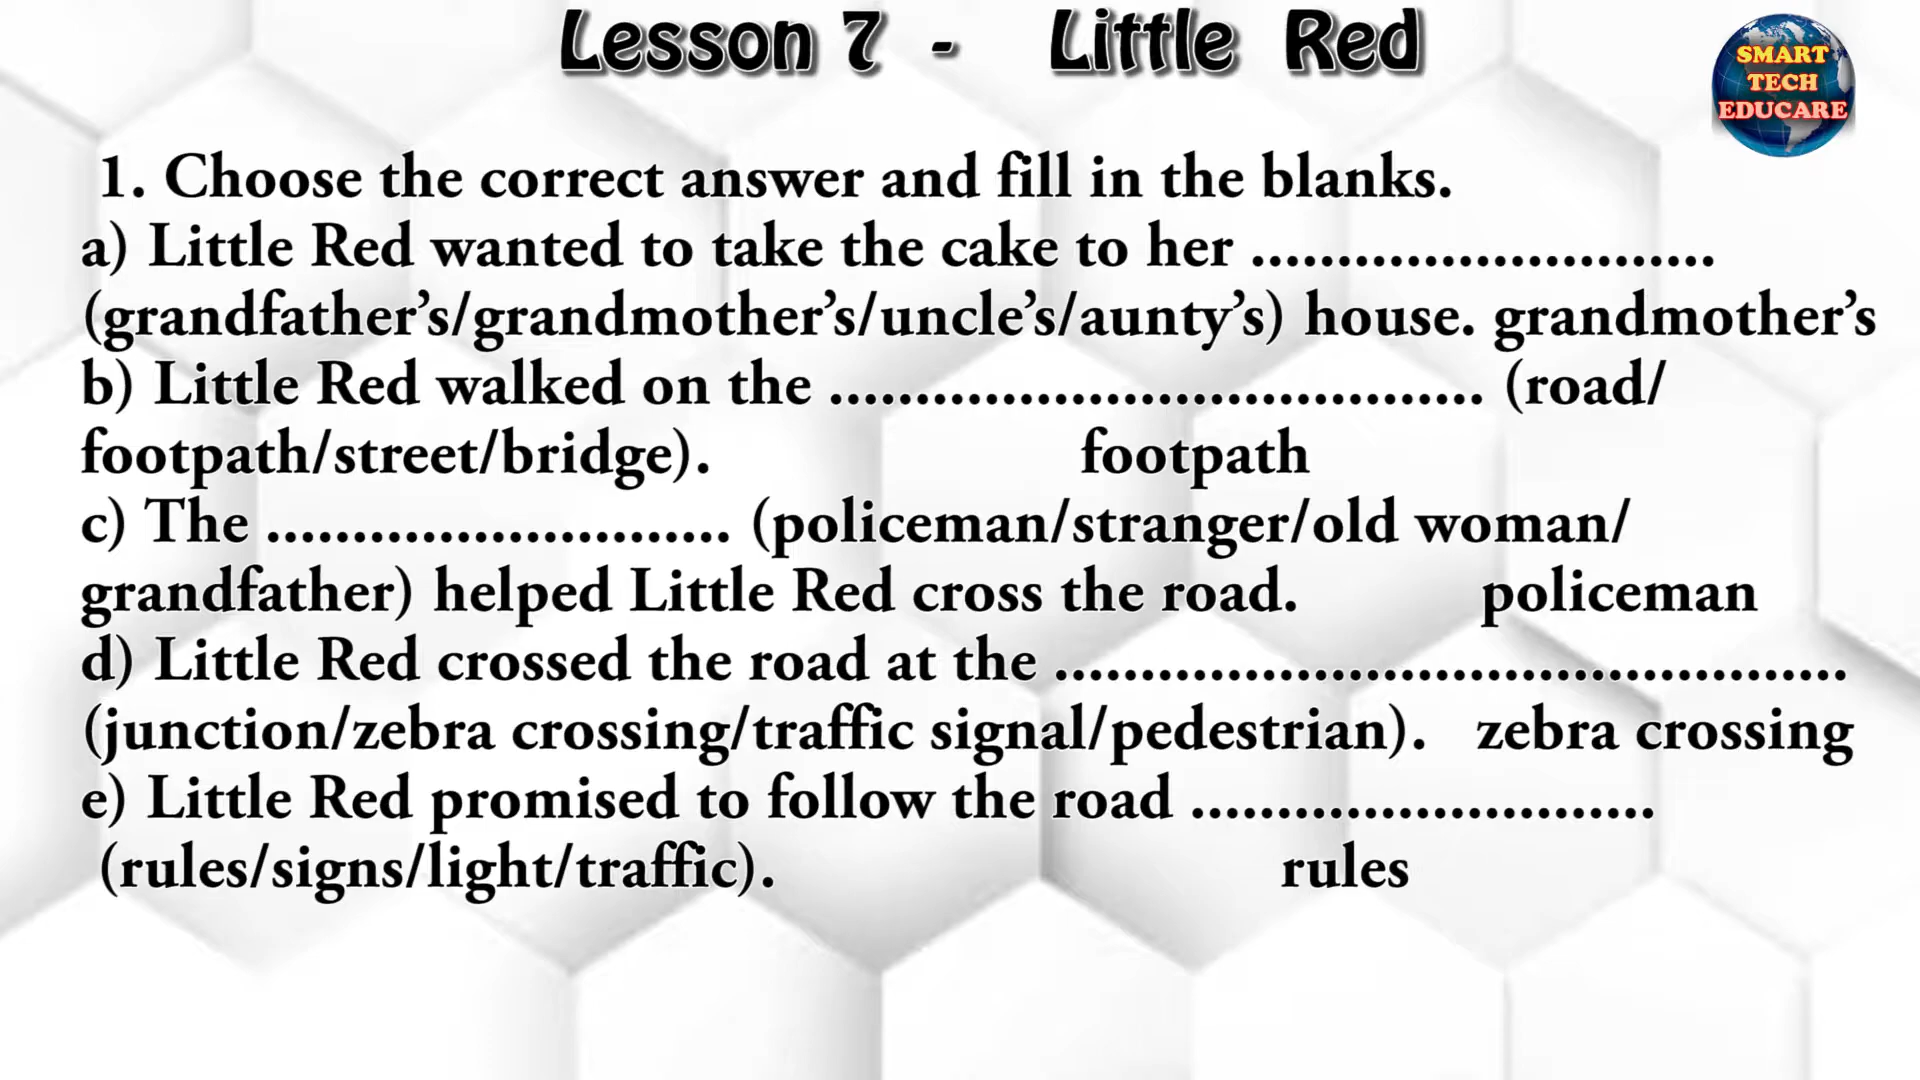 Lesson 7 - Little Red
SMART
TECH
EDUCARE
1. Choose the correct answer and fill in the blanks.
a) Little Red wanted to take the cake to her ...........................
(grandfather’s/grandmother’s/uncle’s/aunty’s) house. grandmother’s
b) Little Red walked on the ...................................... (road/
footpath/street/bridge). footpath
c) The ........................... (policeman/stranger/old woman/
grandfather) helped Little Red cross the road. policeman
d) Little Red crossed the road at the ..............................................
(junction/zebra crossing/traffic signal/pedestrian). zebra crossing
e) Little Red promised to follow the road ...........................
(rules/signs/light/traffic). rules